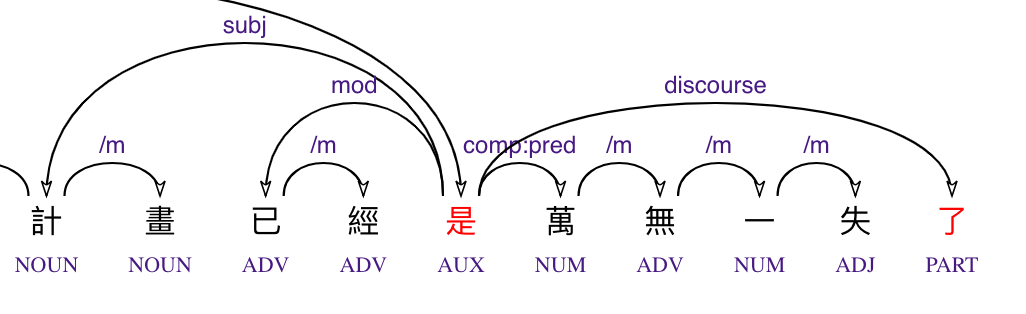 subj
mod discourse
/m /m comp:pred /m /m /m
計 畫 已 經 是 萬 無 一 失 了
NOUN NOUN ADV ADV AUX NUM ADV NUM ADJ PART